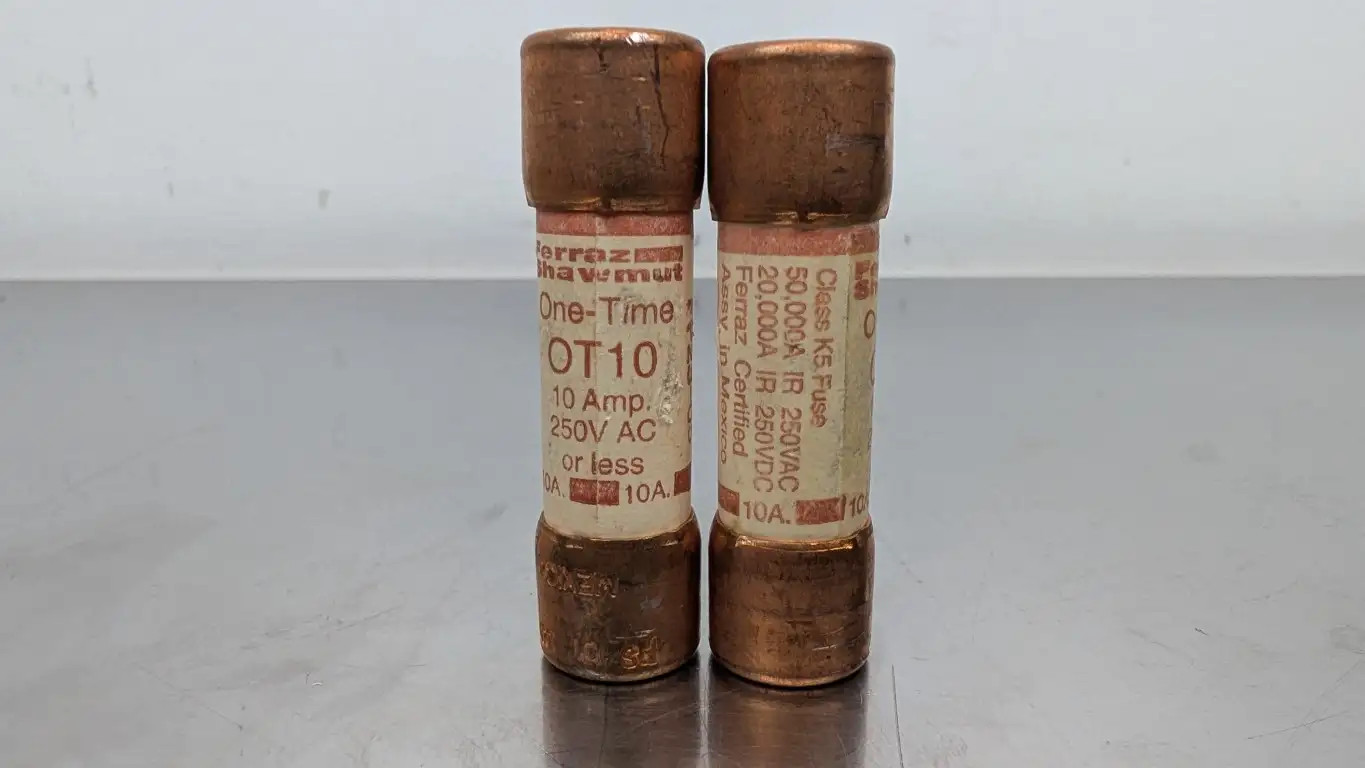 Ferraz
Shawmut
One-Time
OT10
10 Amp.
250V AC
or less
10A.
Class K5 Fuse
50,000A IR 250VAC
20,000A IR 250VDC
Ferraz Certified
Assy. in Mexico
10A.